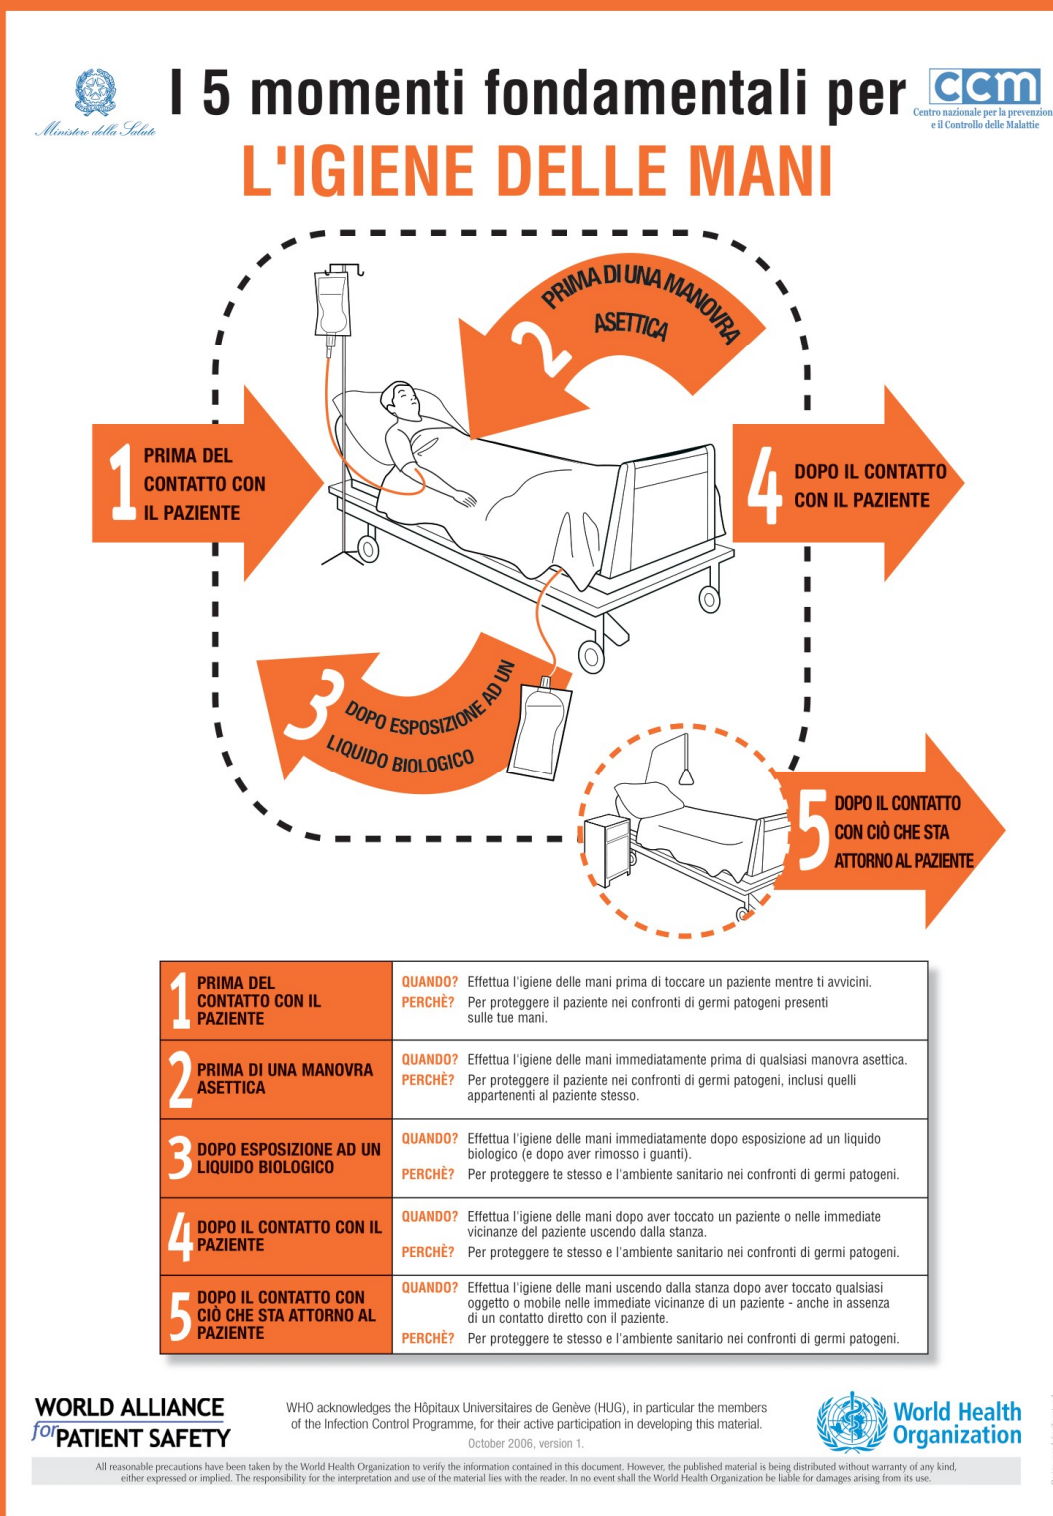 Ministero della Salute
I 5 momenti fondamentali per
L'IGIENE DELLE MANI
ccm
Centro nazionale per la prevenzione
e il Controllo delle Malattie
1 PRIMA DEL
CONTATTO CON
IL PAZIENTE
2 PRIMA DI UNA MANOVRA
ASETTICA
3 DOPO ESPOSIZIONE AD UN
LIQUIDO BIOLOGICO
4 DOPO IL CONTATTO
CON IL PAZIENTE
5 DOPO IL CONTATTO
CON CIÒ CHE STA
ATTORNO AL PAZIENTE
1 PRIMA DEL
CONTATTO CON IL
PAZIENTE
QUANDO? Effettua l'igiene delle mani prima di toccare un paziente mentre ti avvicini.
PERCHÈ? Per proteggere il paziente nei confronti di germi patogeni presenti
sulle tue mani.
2 PRIMA DI UNA MANOVRA
ASETTICA
QUANDO? Effettua l'igiene delle mani immediatamente prima di qualsiasi manovra asettica.
PERCHÈ? Per proteggere il paziente nei confronti di germi patogeni, inclusi quelli
appartenenti al paziente stesso.
3 DOPO ESPOSIZIONE AD UN
LIQUIDO BIOLOGICO
QUANDO? Effettua l'igiene delle mani immediatamente dopo esposizione ad un liquido
biologico (e dopo aver rimosso i guanti).
PERCHÈ? Per proteggere te stesso e l'ambiente sanitario nei confronti di germi patogeni.
4 DOPO IL CONTATTO CON IL
PAZIENTE
QUANDO? Effettua l'igiene delle mani dopo aver toccato un paziente o nelle immediate
vicinanze del paziente uscendo dalla stanza.
PERCHÈ? Per proteggere te stesso e l'ambiente sanitario nei confronti di germi patogeni.
5 DOPO IL CONTATTO CON
CIÒ CHE STA ATTORNO AL
PAZIENTE
QUANDO? Effettua l'igiene delle mani uscendo dalla stanza dopo aver toccato qualsiasi
oggetto o mobile nelle immediate vicinanze di un paziente - anche in assenza
di un contatto diretto con il paziente.
PERCHÈ? Per proteggere te stesso e l'ambiente sanitario nei confronti di germi patogeni.
WORLD ALLIANCE
for PATIENT SAFETY
WHO acknowledges the Hôpitaux Universitaires de Genève (HUG), in particular the members
of the Infection Control Programme, for their active participation in developing this material.
October 2006, version 1.
World Health
Organization
All reasonable precautions have been taken by the World Health Organization to verify the information contained in this document. However, the published material is being distributed without warranty of any kind,
either expressed or implied. The responsibility for the interpretation and use of the material lies with the reader. In no event shall the World Health Organization be liable for damages arising from its use.